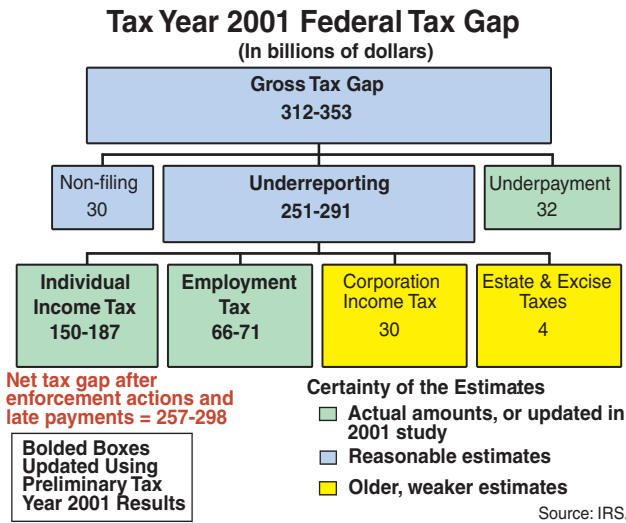 Tax Year 2001 Federal Tax Gap
(In billions of dollars)
Gross Tax Gap
312-353
Non-filing
30
Underreporting
251-291
Underpayment
32
Individual
Income Tax
150-187
Employment
Tax
66-71
Corporation
Income Tax
30
Estate & Excise
Taxes
4
Net tax gap after
enforcement actions and
late payments = 257-298
Bolded Boxes
Updated Using
Preliminary Tax
Year 2001 Results
Certainty of the Estimates
Actual amounts, or updated in
2001 study
Reasonable estimates
Older, weaker estimates
Source: IRS.